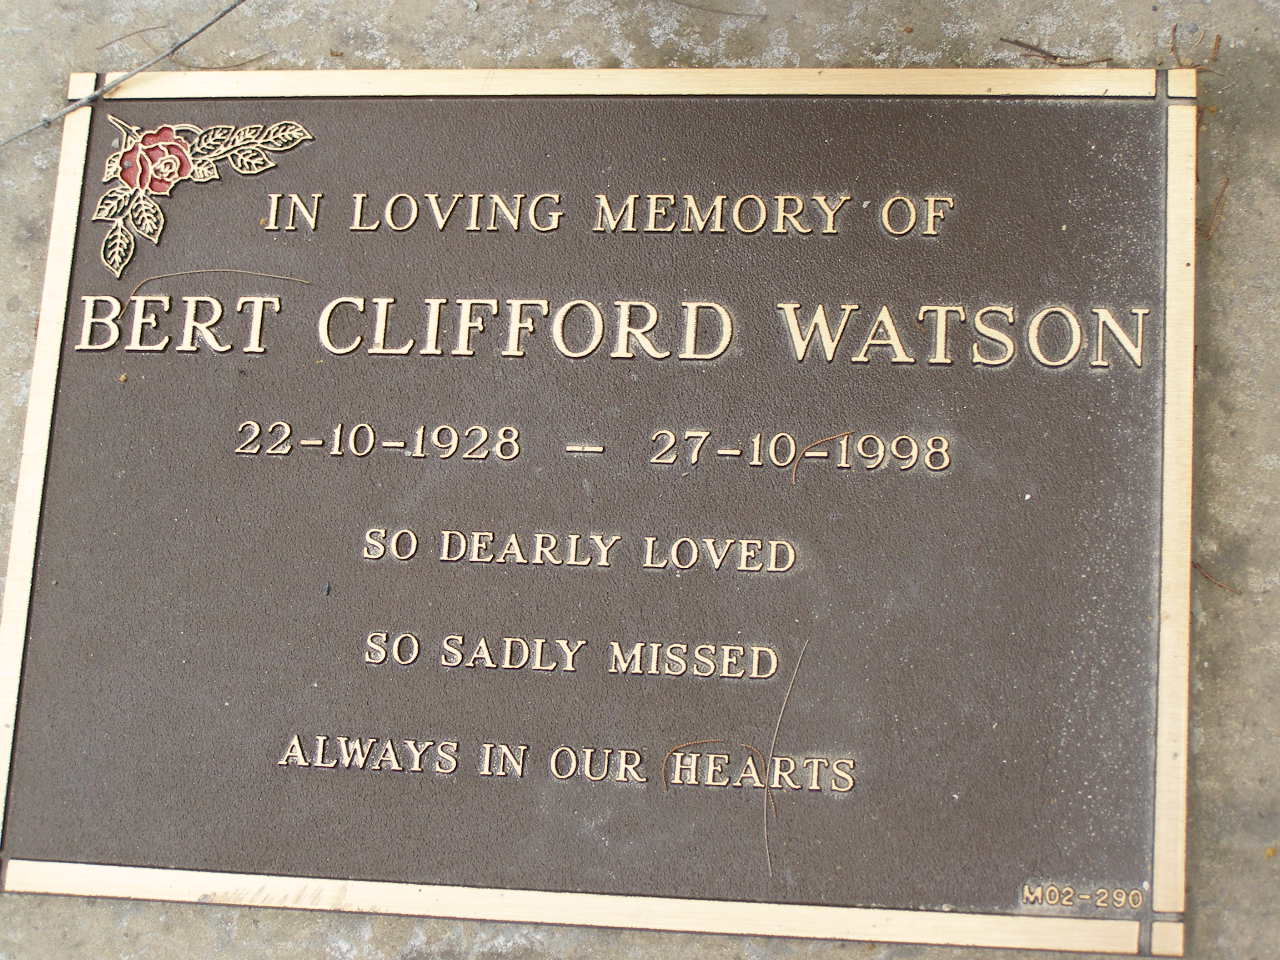 IN LOVING MEMORY OF
BERT CLIFFORD WATSON
22-10-1928 — 27-10-1998
SO DEARLY LOVED
SO SADLY MISSED
ALWAYS IN OUR HEARTS
M02-290